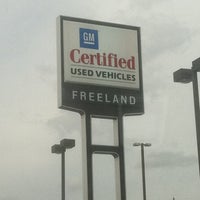 GM
Certified
USED VEHICLES
FREELAND